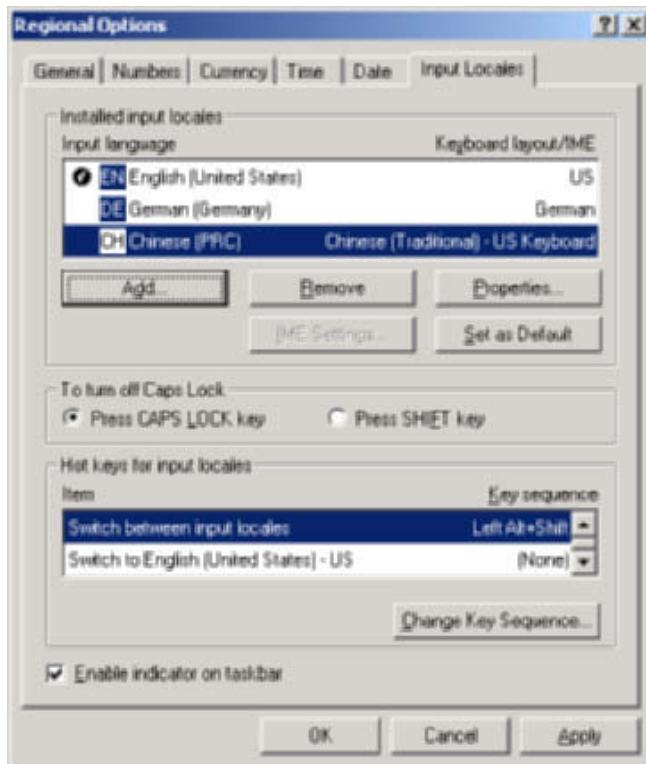 Regional Options
General Numbers Currency Time Date Input Locales
Installed input locales
Input language Keyboard layout/IME
EN English (United States) US
DE German (Germany) German
CH Chinese (PRC) Chinese (Traditional) - US Keyboard
Add... Remove Properties...
IME Settings... Set as Default
To turn off Caps Lock
Press CAPS LOCK key Press SHIFT key
Hot keys for input locales
Item Key sequence
Switch between input locales Left Alt+Shift
Switch to English (United States) - US (None)
Change Key Sequence...
Enable indicator on taskbar
OK Cancel Apply